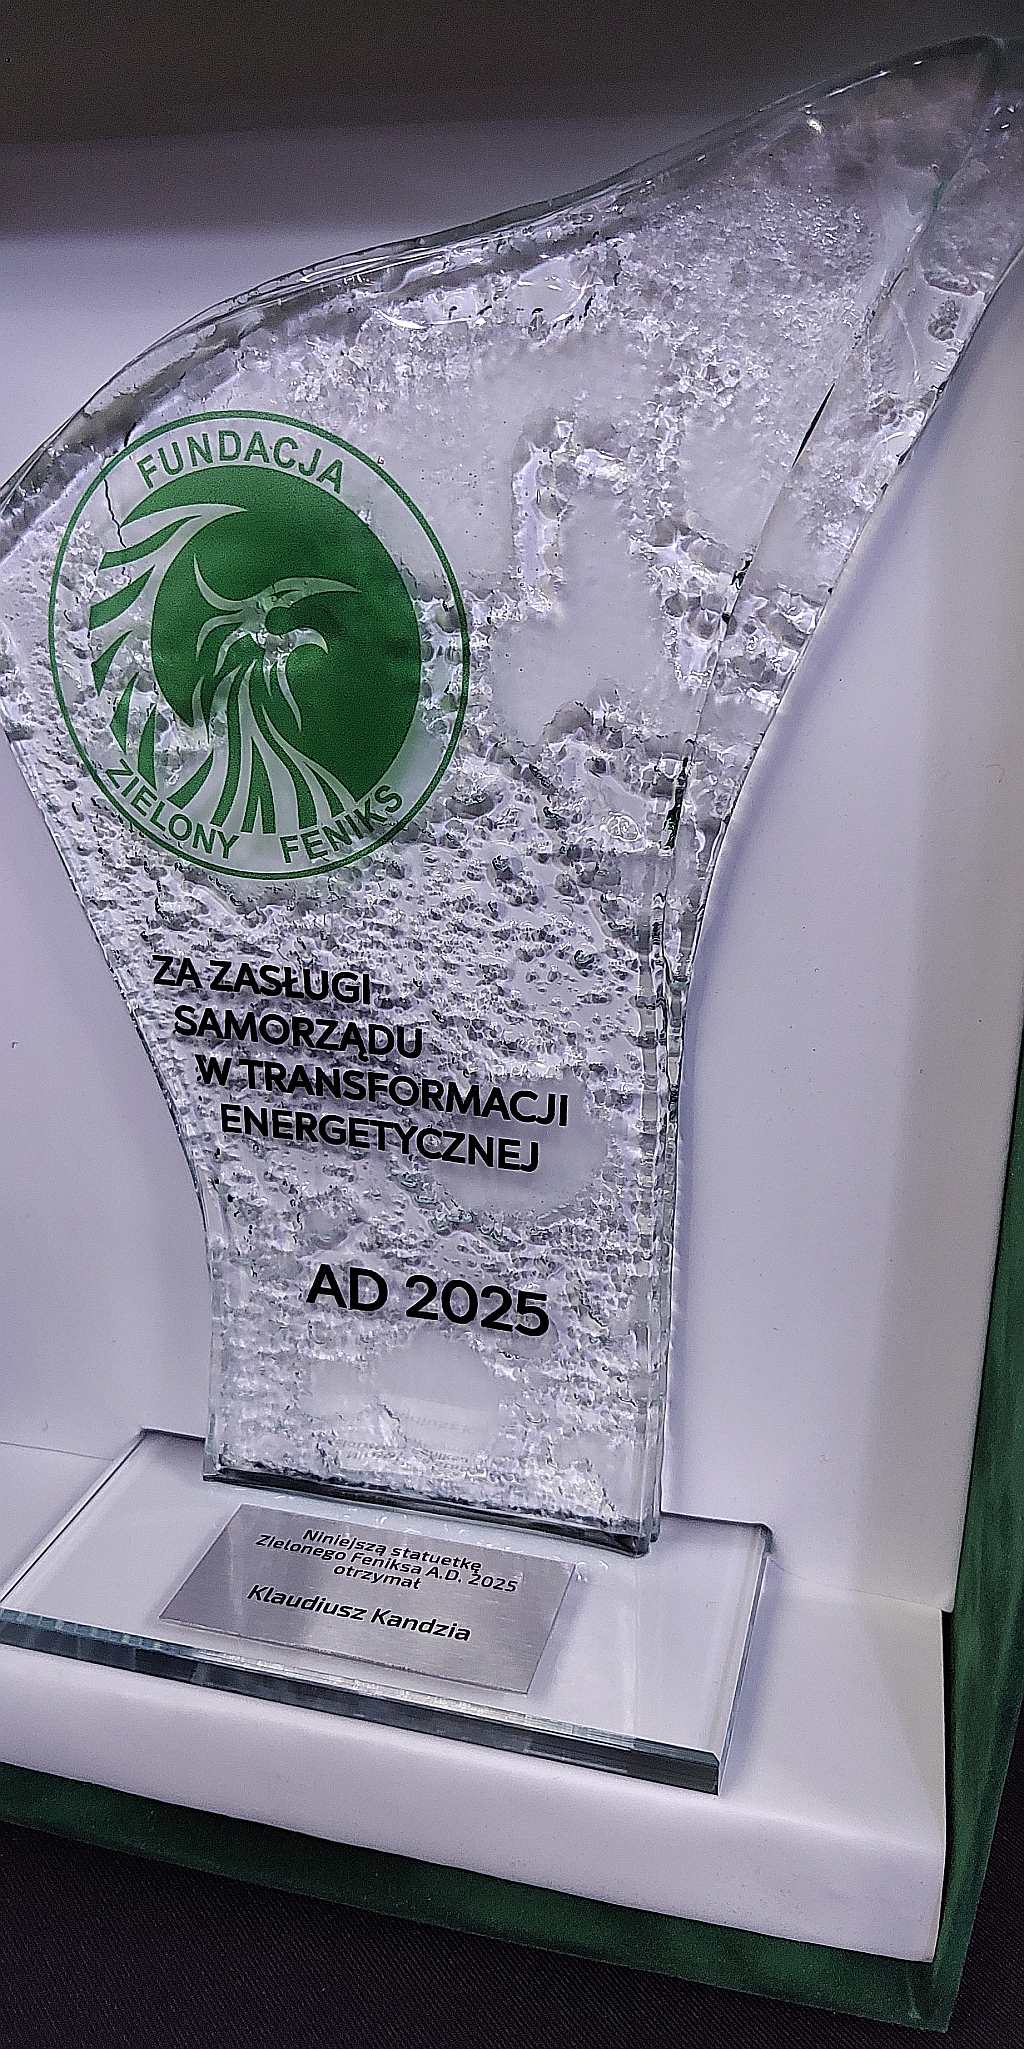 FUNDACJA
ZIELONY FENIKS
ZA ZASŁUGI
SAMORZĄDU
W TRANSFORMACJI
ENERGETYCZNEJ
AD 2025
Niniejszą statuetkę
Zielonego Feniksa A.D. 2025
otrzymał
Klaudiusz Kandzia